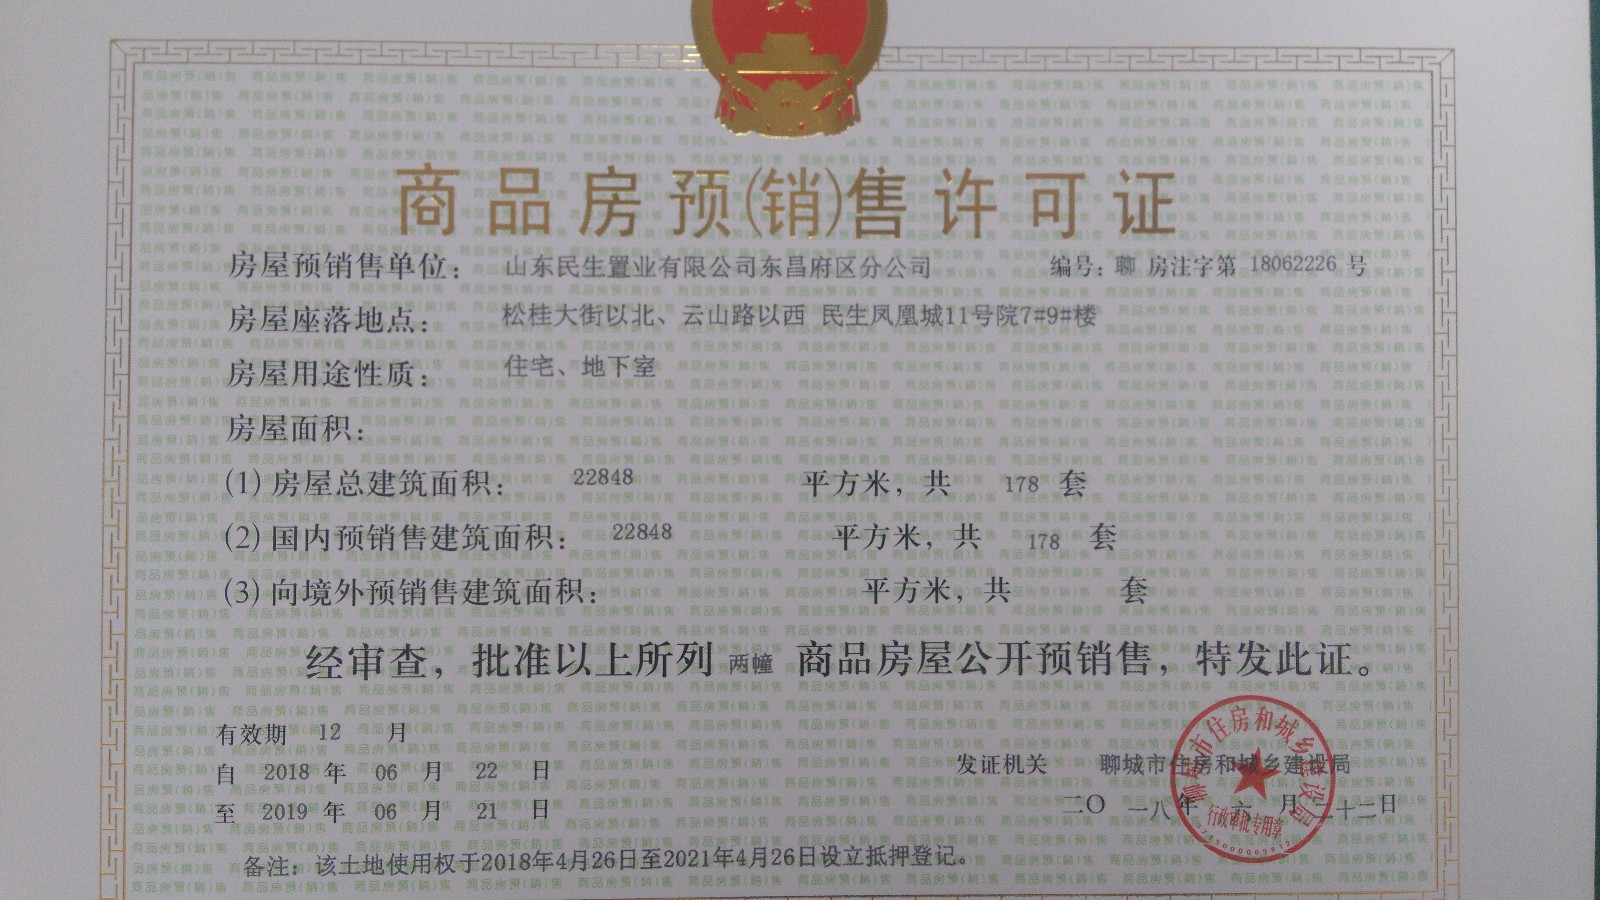 商品房预(销)售许可证
房屋预销售单位： 山东民生置业有限公司东昌府区分公司 编号：聊 房注字第 18062226 号
房屋座落地点： 松桂大街以北、云山路以西 民生凤凰城11号院7#9#楼
房屋用途性质： 住宅、地下室
房屋面积：
(1) 房屋总建筑面积： 22848 平方米，共 178 套
(2) 国内预销售建筑面积： 22848 平方米，共 178 套
(3) 向境外预销售建筑面积： 平方米，共 套
经审查，批准以上所列 两幢 商品房屋公开预销售，特发此证。
有效期 12 月
自 2018 年 06 月 22 日
至 2019 年 06 月 21 日
发证机关 聊城市住房和城乡建设局
二〇一八年 六 月二十二日
聊城市住房和城乡建设局
行政审批专用章
备注：该土地使用权于2018年4月26日至2021年4月26日设立抵押登记。